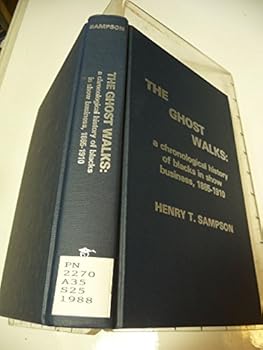 SAMPSON
THE GHOST WALKS:
a chronological history of blacks
in show business, 1865-1910
PN
2270
A35
S25
1988
THE
GHOST
WALKS:
a chronological history
of blacks in show
business, 1865-1910
HENRY T. SAMPSON